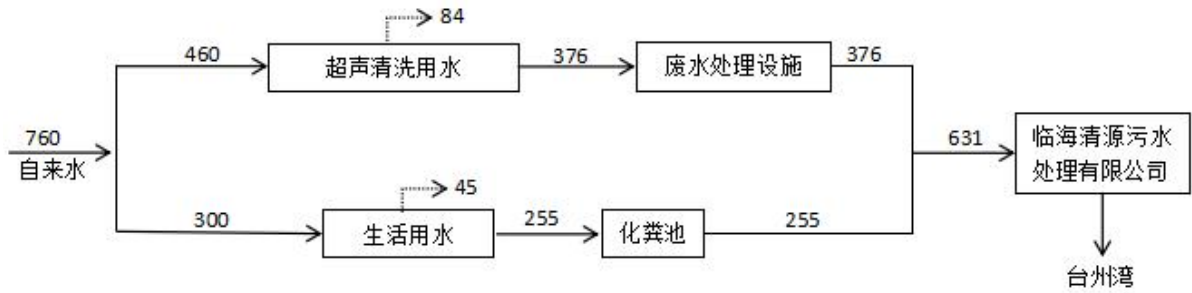 84
460
超声清洗用水
376
废水处理设施
376
760
自来水
631
临海清源污水
处理有限公司
45
300
生活用水
255
化粪池
255
台州湾